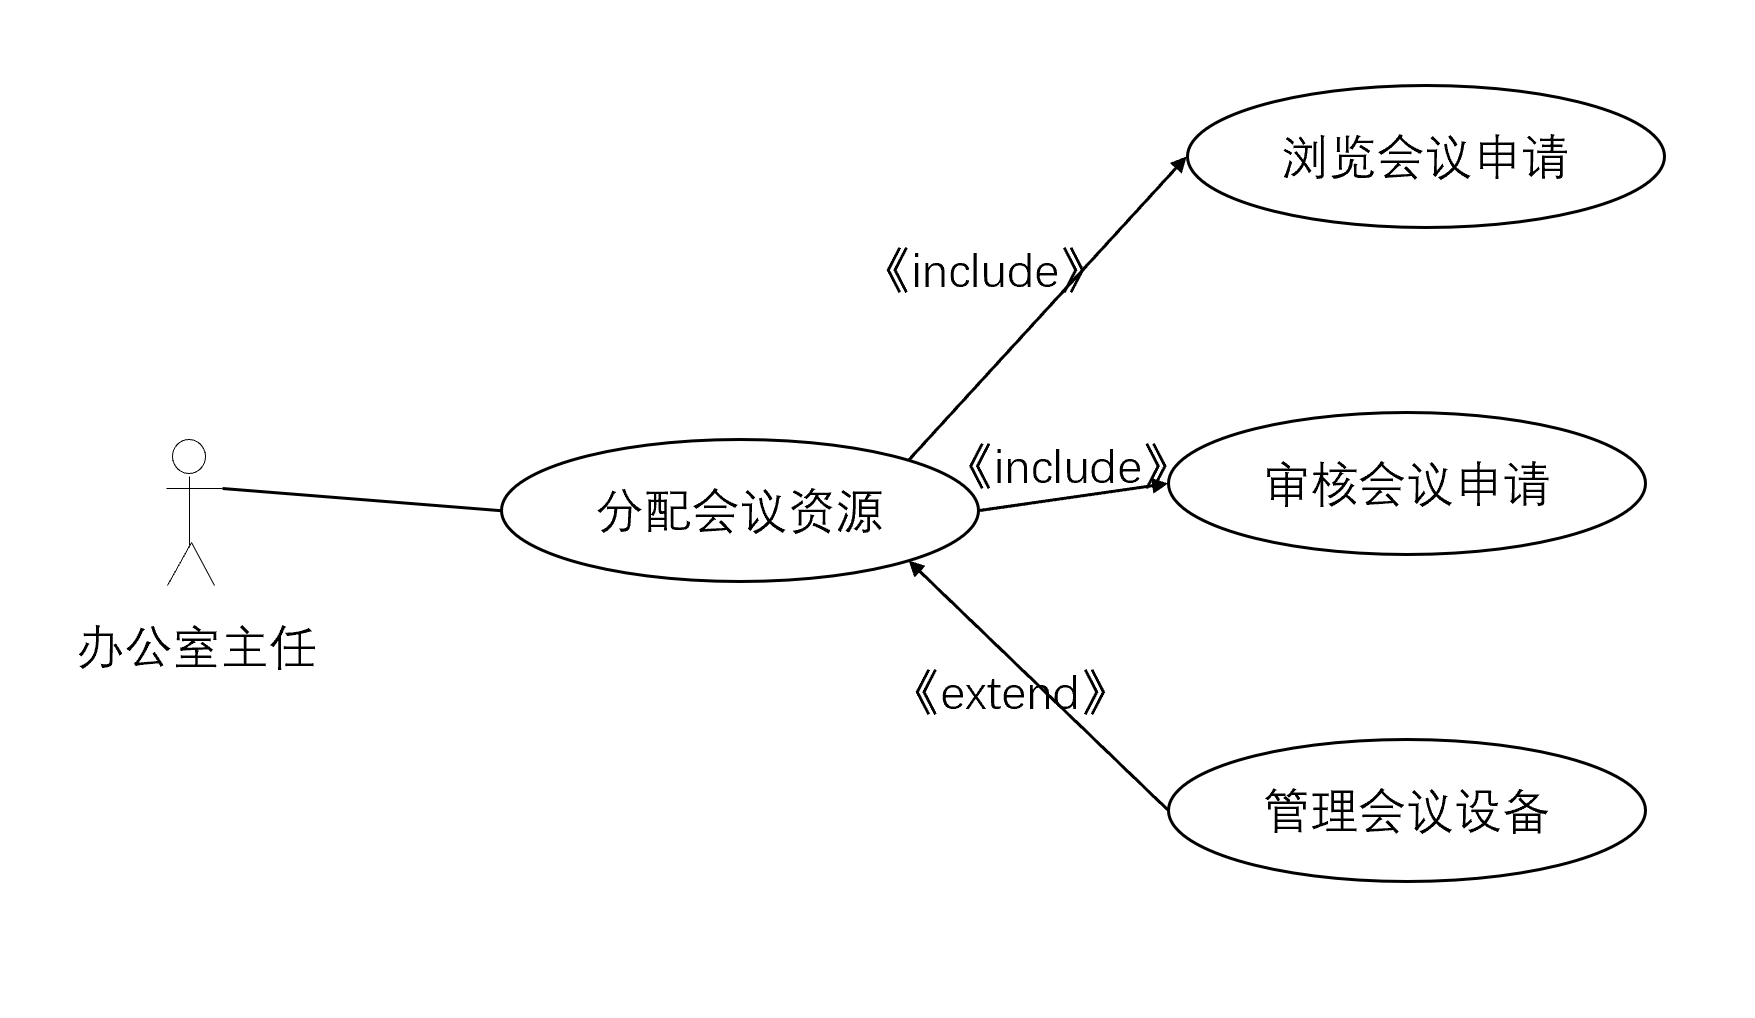 浏览会议申请
《include》
《include》
审核会议申请
分配会议资源
办公室主任
《extend》
管理会议设备